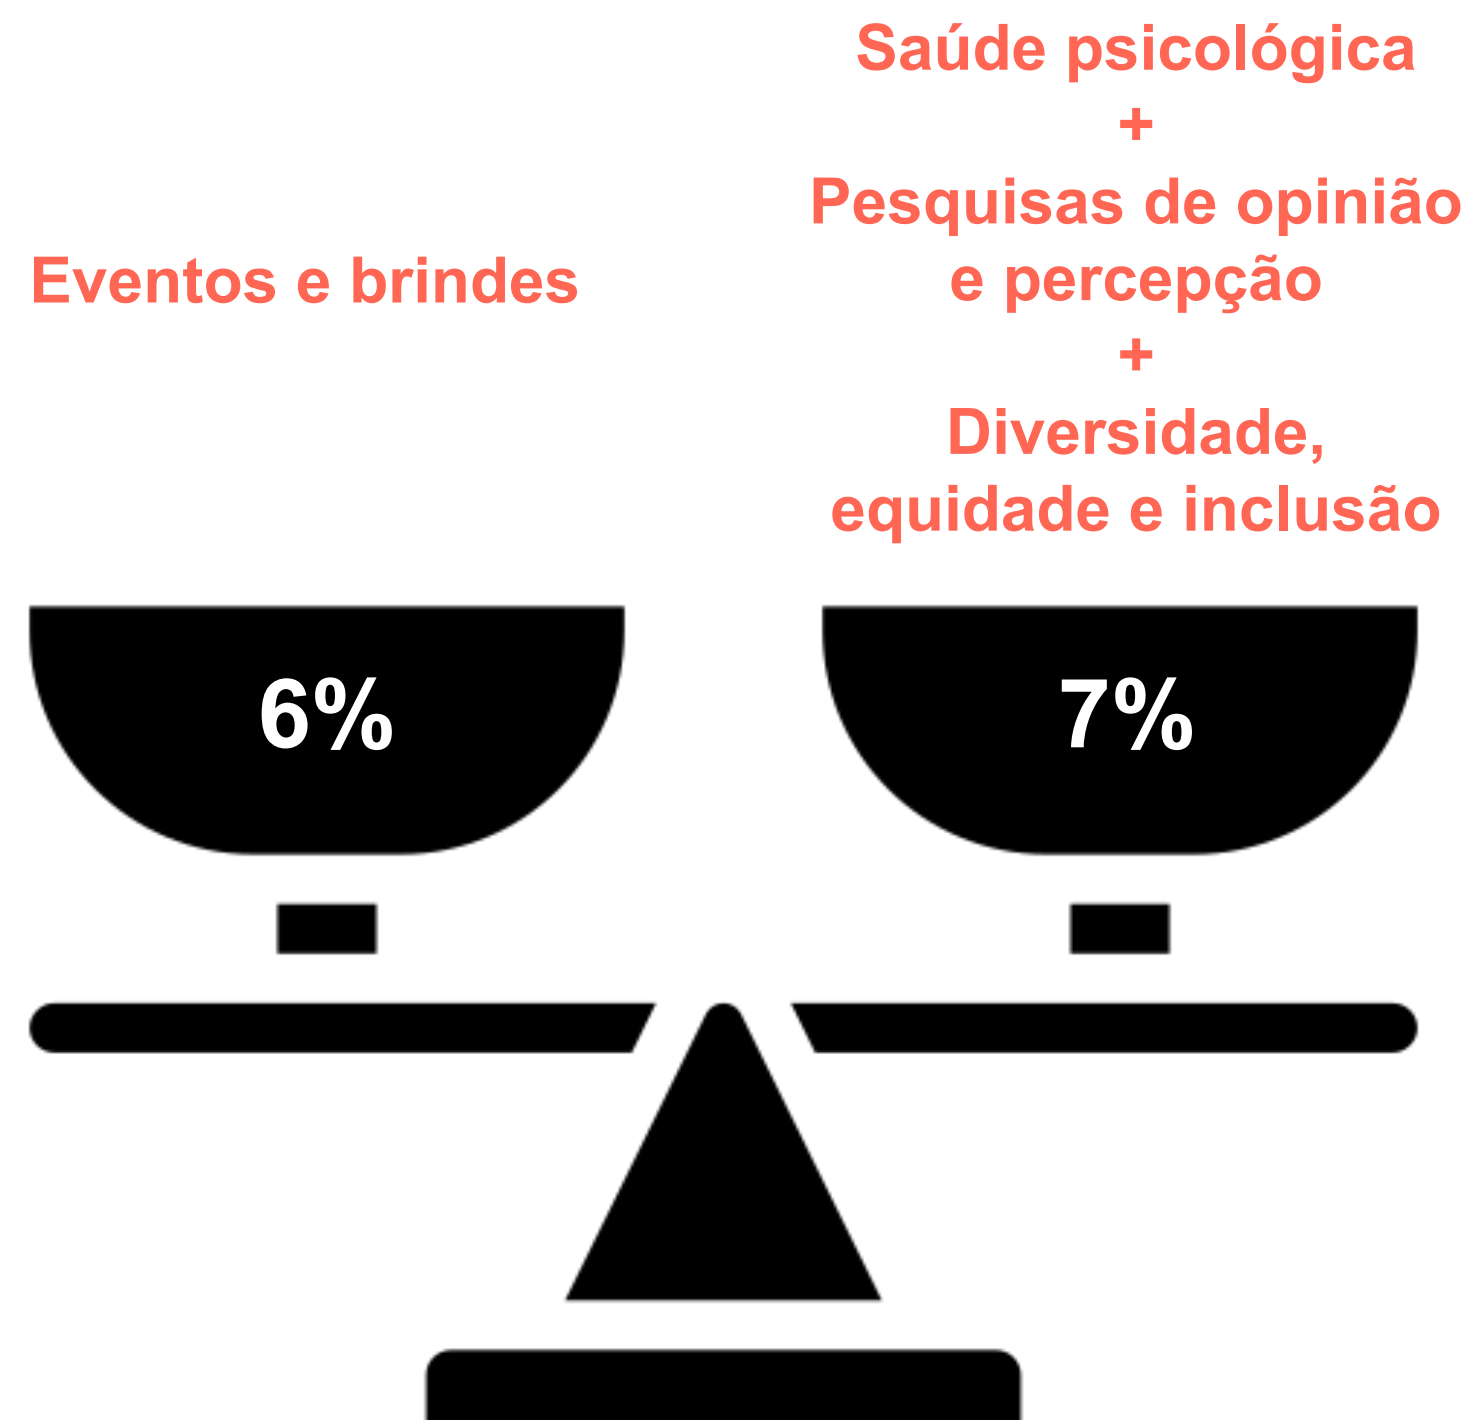 Eventos e brindes
Saúde psicológica
+
Pesquisas de opinião
e percepção
+
Diversidade,
equidade e inclusão
6%
7%